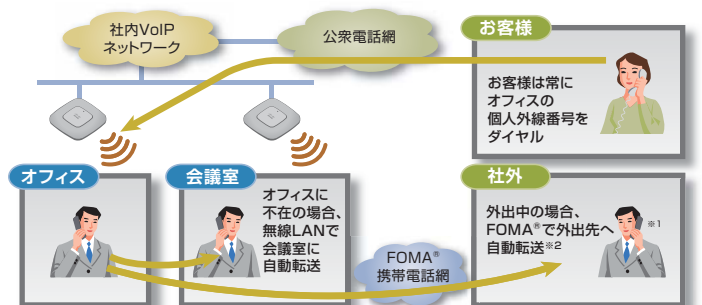 社内VoIP
ネットワーク
公衆電話網
お客様
お客様は常に
オフィスの
個人外線番号を
ダイヤル
オフィス
会議室
オフィスに
不在の場合、
無線LANで
会議室に
自動転送
FOMA®
携帯電話網
社外
外出中の場合、
FOMA®で外出先へ
自動転送※2
※1